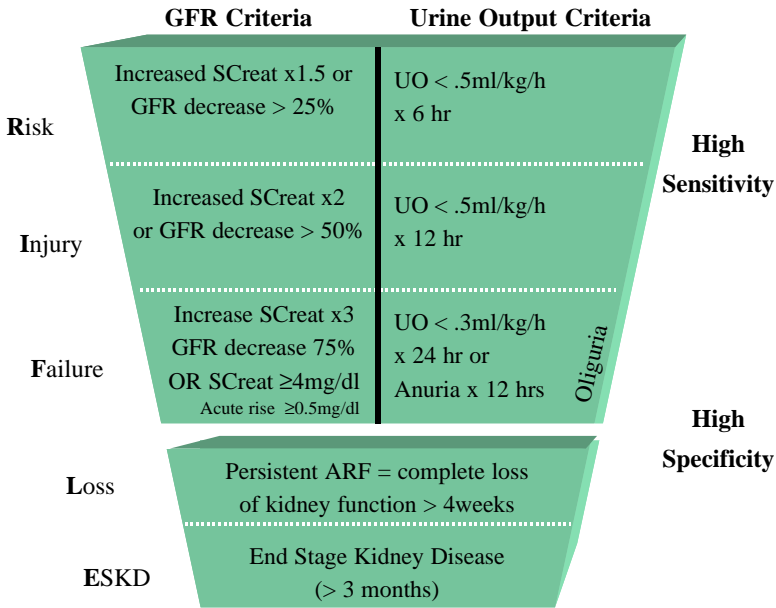 GFR Criteria
Urine Output Criteria
Risk
Increased SCreat x1.5 or
GFR decrease > 25%
UO < .5ml/kg/h
x 6 hr
High
Sensitivity
Injury
Increased SCreat x2
or GFR decrease > 50%
UO < .5ml/kg/h
x 12 hr
Failure
Increase SCreat x3
GFR decrease 75%
OR SCreat ≥4mg/dl
Acute rise ≥0.5mg/dl
UO < .3ml/kg/h
x 24 hr or
Anuria x 12 hrs
Oliguria
High
Specificity
Loss
Persistent ARF = complete loss
of kidney function > 4weeks
ESKD
End Stage Kidney Disease
(> 3 months)